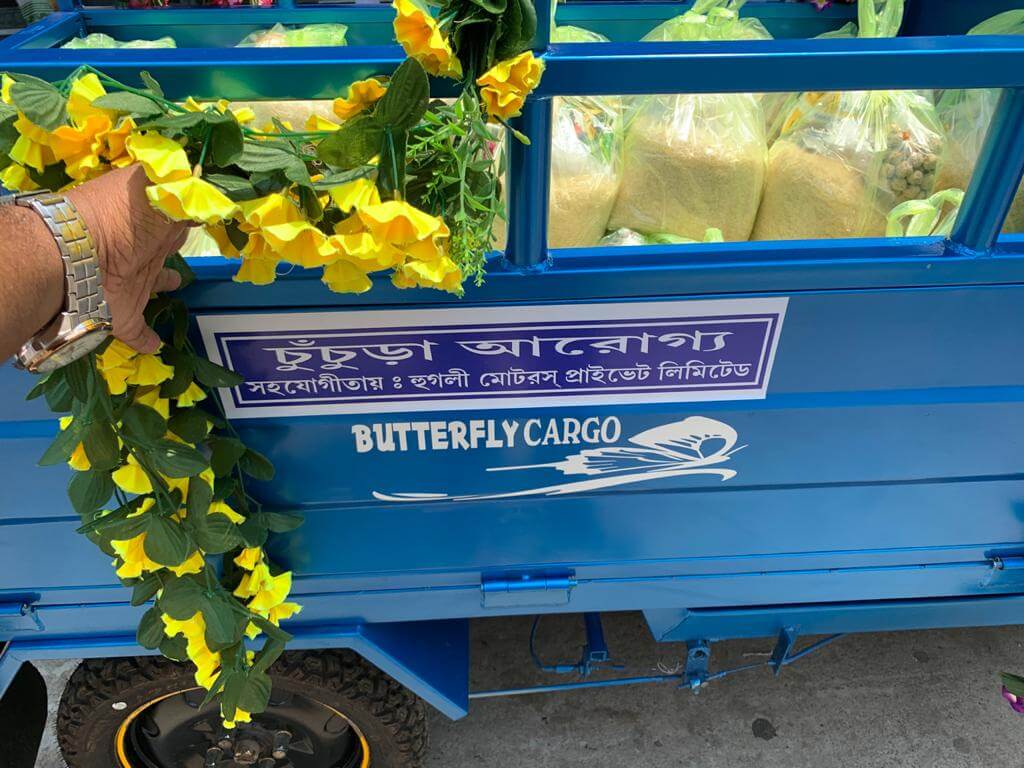 চুঁচুড়া আরোগ্য
সহযোগীতায় ঃ হুগলী মোটরস্ প্রাইভেট লিমিটেড
BUTTERFLY CARGO